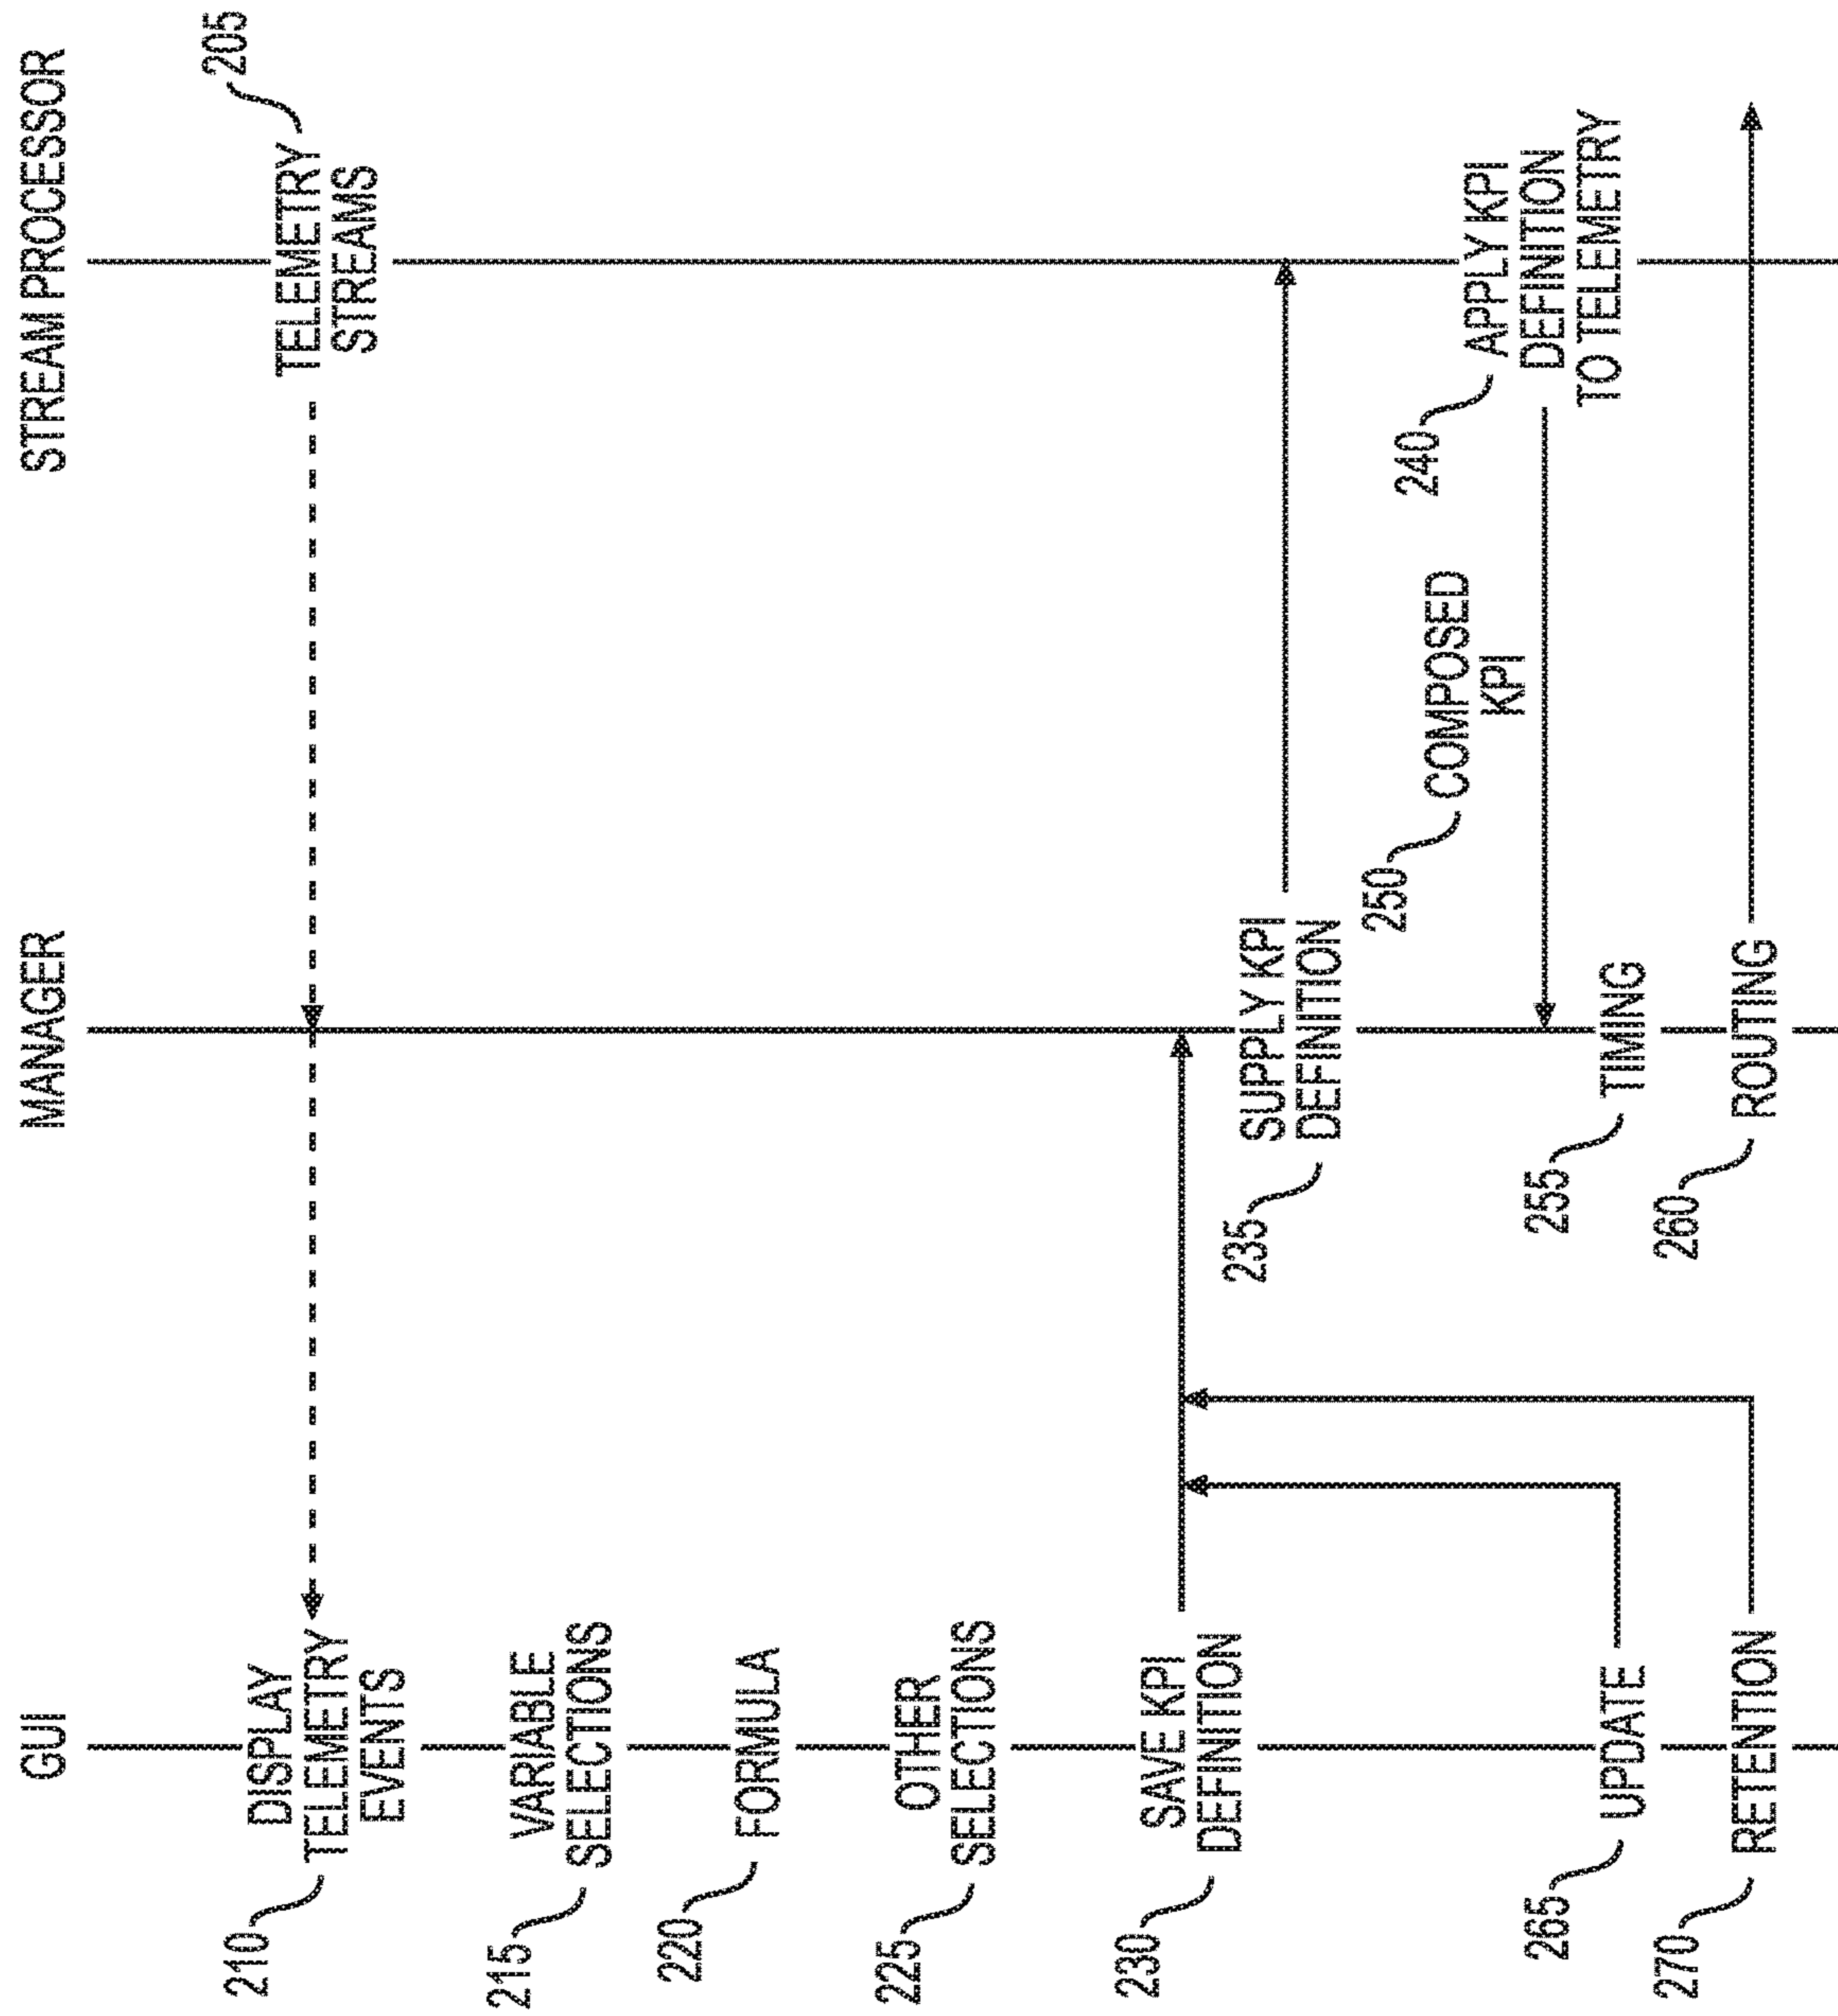 GUI
MANAGER
STREAM PROCESSOR
205
TELEMETRY
STREAMS
210
DISPLAY
TELEMETRY
EVENTS
215
VARIABLE
SELECTIONS
220
FORMULA
225
OTHER
SELECTIONS
230
SAVE KPI
DEFINITION
235
SUPPLY KPI
DEFINITION
240
APPLY KPI
DEFINITION
TO TELEMETRY
250
COMPOSED
KPI
255
TIMING
260
ROUTING
265
UPDATE
270
RETENTION